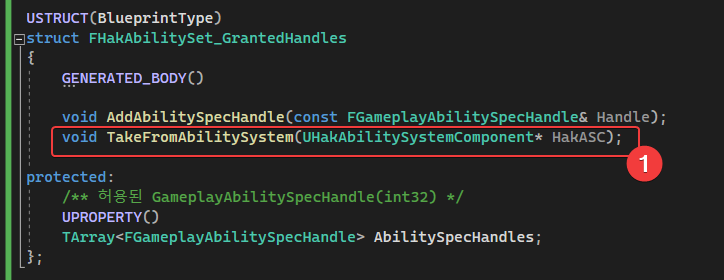 USTRUCT(BlueprintType)
struct FHakAbilitySet_GrantedHandles
{
GENERATED_BODY()
void AddAbilitySpecHandle(const FGameplayAbilitySpecHandle& Handle);
void TakeFromAbilitySystem(UHakAbilitySystemComponent* HakASC);
1
protected:
/** 허용된 GameplayAbilitySpecHandle(int32) */
UPROPERTY()
TArray<FGameplayAbilitySpecHandle> AbilitySpecHandles;
};